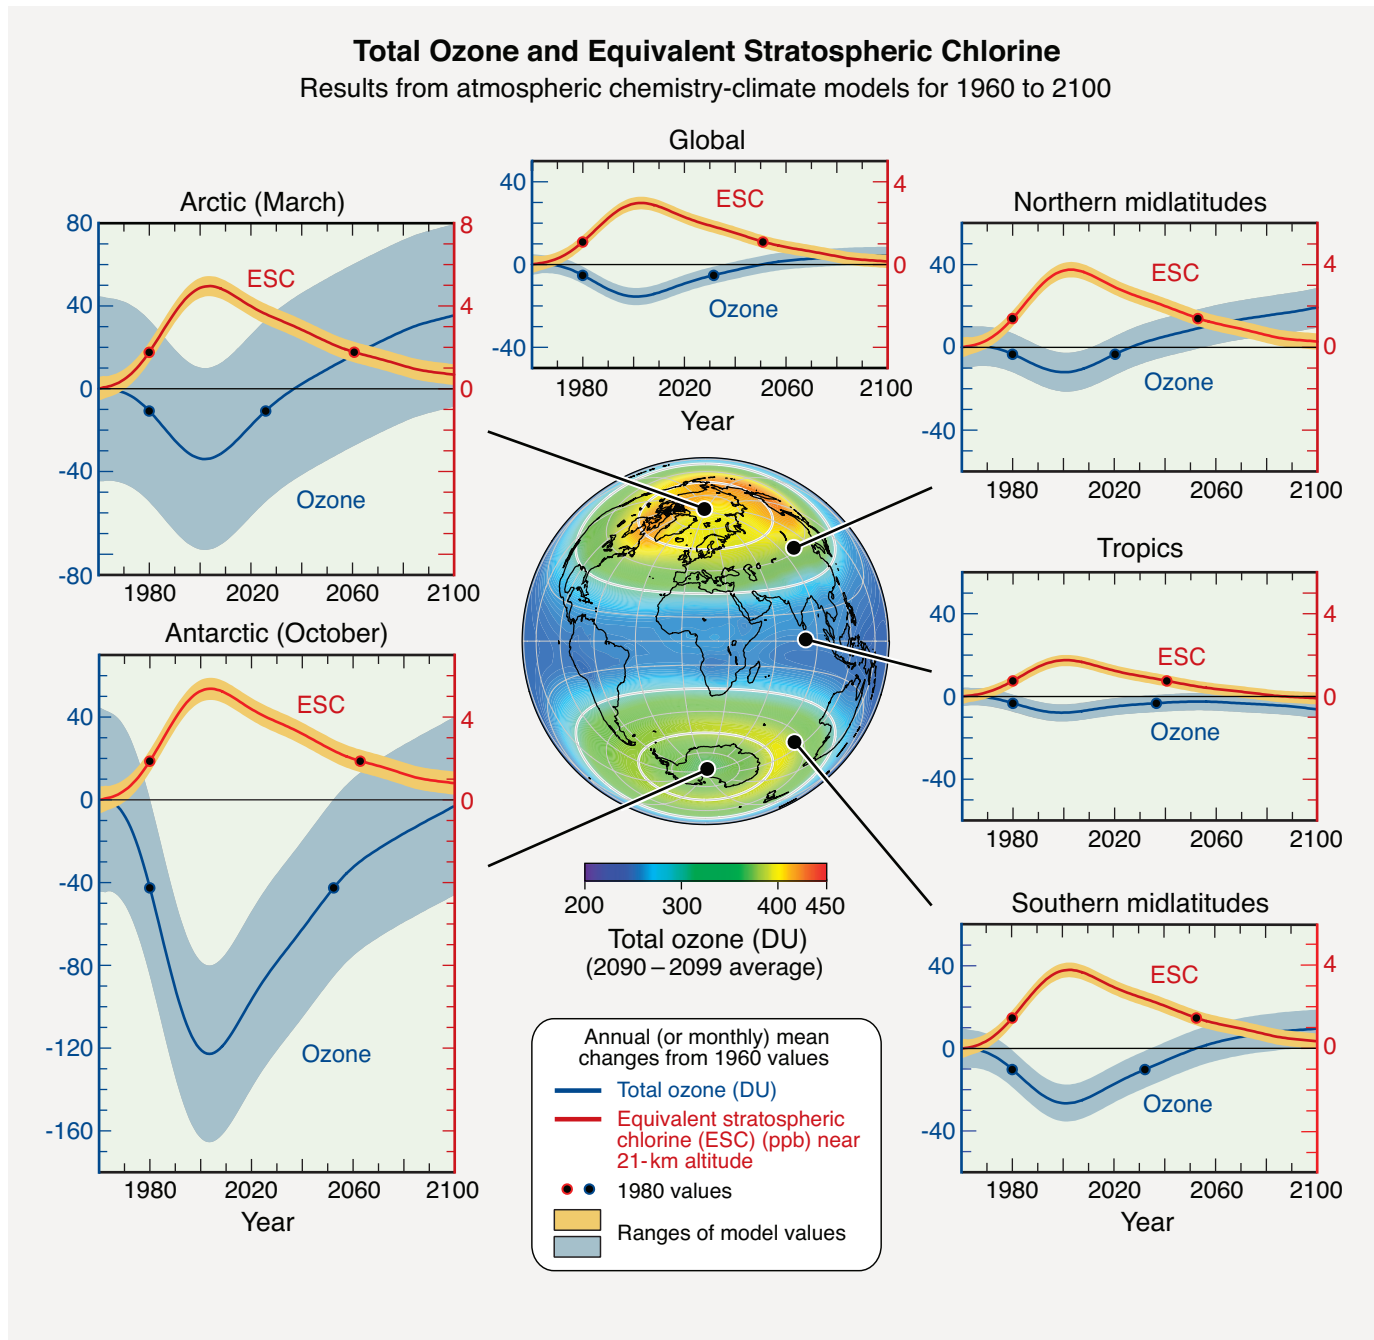 Total Ozone and Equivalent Stratospheric Chlorine
Results from atmospheric chemistry-climate models for 1960 to 2100
Global
40
0
-40
4
0
ESC
Ozone
1980 2020 2060 2100
Year
Arctic (March)
80
40
0
-40
-80
8
4
0
ESC
Ozone
1980 2020 2060 2100
Northern midlatitudes
40
0
-40
4
0
ESC
Ozone
1980 2020 2060 2100
Antarctic (October)
40
0
-40
-80
-120
-160
4
0
ESC
Ozone
1980 2020 2060 2100
Year
Tropics
40
0
-40
4
0
ESC
Ozone
1980 2020 2060 2100
200 300 400 450
Total ozone (DU)
(2090 – 2099 average)
Southern midlatitudes
40
0
-40
4
0
ESC
Ozone
1980 2020 2060 2100
Year
Annual (or monthly) mean
changes from 1960 values
Total ozone (DU)
Equivalent stratospheric
chlorine (ESC) (ppb) near
21-km altitude
1980 values
Ranges of model values